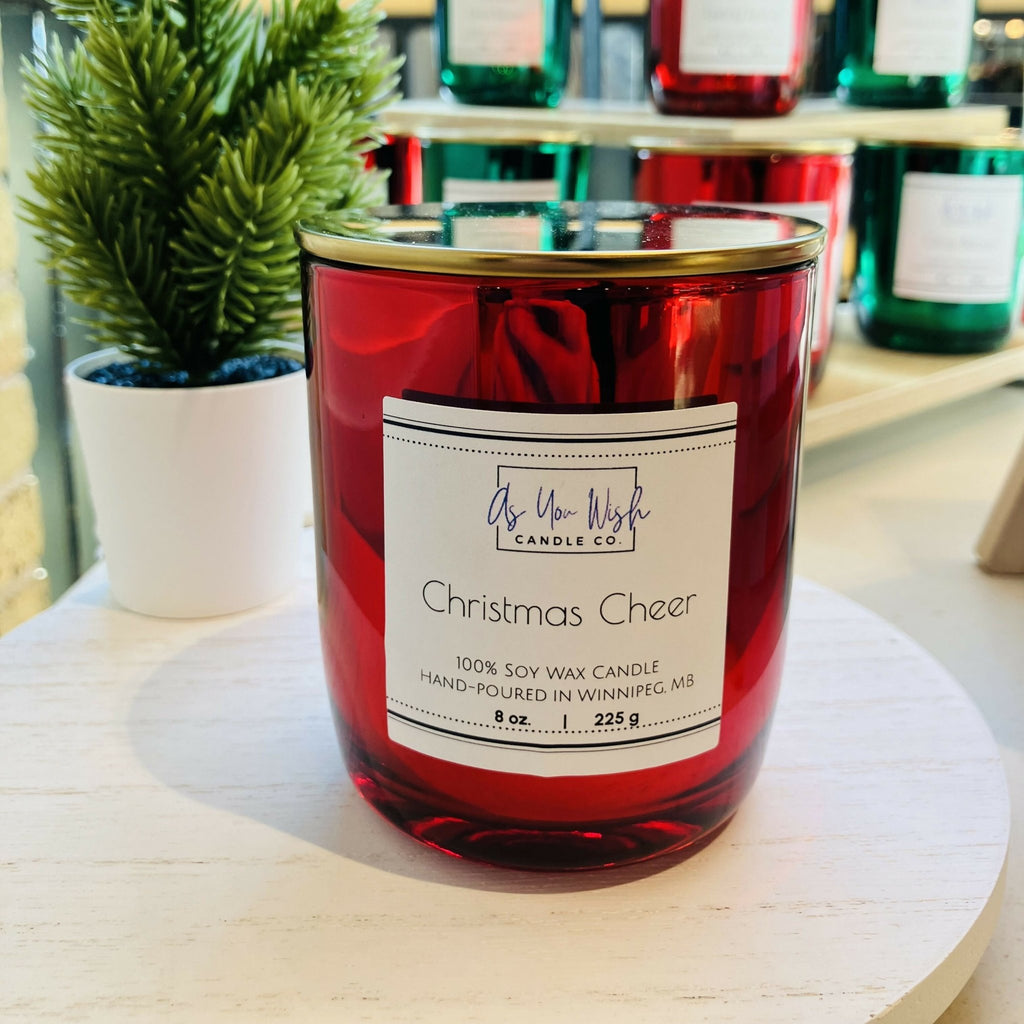 As You Wish
CANDLE CO.
Christmas Cheer
100% SOY WAX CANDLE
HAND-POURED IN WINNIPEG, MB
8 oz. | 225 g